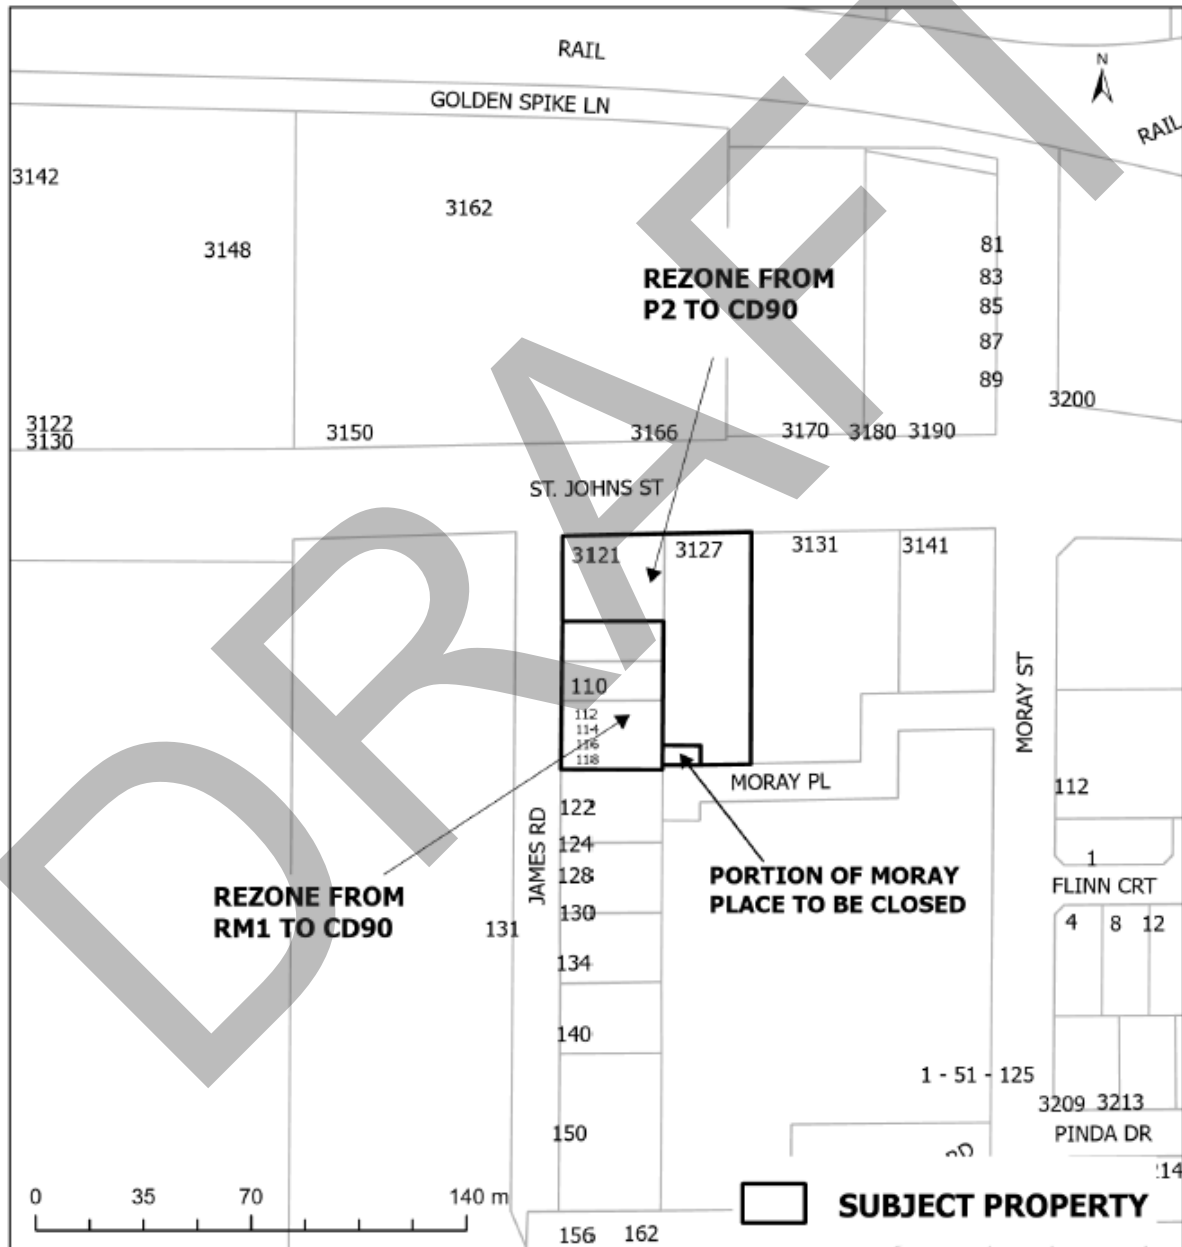 RAIL
GOLDEN SPIKE LN
N
RAIL
3142
3162
3148
REZONE FROM
P2 TO CD90
81
83
85
87
89
3200
3122
3130
3150
3166
3170
3180
3190
ST. JOHNS ST
3121
3127
3131
3141
110
112
114
116
118
MORAY ST
MORAY PL
112
122
JAMES RD
124
128
130
131
134
140
150
156
162
REZONE FROM
RM1 TO CD90
PORTION OF MORAY
PLACE TO BE CLOSED
1
FLINN CRT
4
8
12
1 - 51 - 125
3209
3213
PINDA DR
0
35
70
140 m
SUBJECT PROPERTY
DRAFT